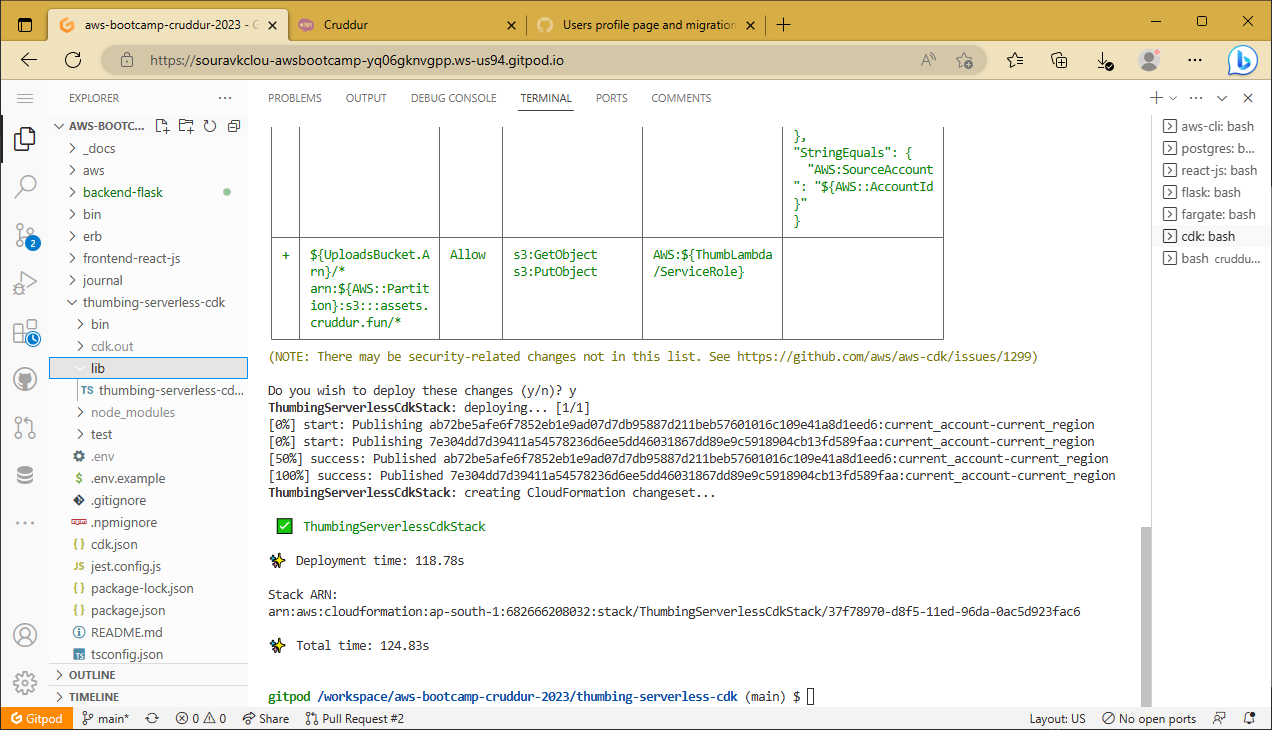 aws-bootcamp-cruddur-2023 - G
Cruddur
Users profile page and migration
https://souravkclou-awsbootcamp-yq06gknvgpp.ws-us94.gitpod.io
EXPLORER
AWS-BOOTC...
_docs
aws
backend-flask
bin
erb
frontend-react-js
journal
thumbing-serverless-cdk
bin
cdk.out
lib
TS thumbing-serverless-cd...
node_modules
test
.env
$ .env.example
.gitignore
.npmignore
{} cdk.json
JS jest.config.js
{} package-lock.json
{} package.json
README.md
TS tsconfig.json
OUTLINE
TIMELINE
2
PROBLEMS OUTPUT DEBUG CONSOLE TERMINAL PORTS COMMENTS
},
"StringEquals": {
"AWS:SourceAccount
": "${AWS::AccountId
}"
}
+ ${UploadsBucket.A Allow s3:GetObject AWS:${ThumbLambda
rn}/* s3:PutObject /ServiceRole}
arn:${AWS::Partit
ion}:s3:::assets.
cruddur.fun/*
(NOTE: There may be security-related changes not in this list. See https://github.com/aws/aws-cdk/issues/1299)
Do you wish to deploy these changes (y/n)? y
ThumbingServerlessCdkStack: deploying... [1/1]
[0%] start: Publishing ab72be5afe6f7852eb1e9ad07d7db95887d211beb57601016c109e41a8d1eed6:current_account-current_region
[0%] start: Publishing 7e304dd7d39411a54578236d6ee5dd46031867dd89e9c5918904cb13fd589faa:current_account-current_region
[50%] success: Published ab72be5afe6f7852eb1e9ad07d7db95887d211beb57601016c109e41a8d1eed6:current_account-current_region
[100%] success: Published 7e304dd7d39411a54578236d6ee5dd46031867dd89e9c5918904cb13fd589faa:current_account-current_region
ThumbingServerlessCdkStack: creating CloudFormation changeset...
✅ ThumbingServerlessCdkStack
✨ Deployment time: 118.78s
Stack ARN:
arn:aws:cloudformation:ap-south-1:682666208032:stack/ThumbingServerlessCdkStack/37f78970-d8f5-11ed-96da-0ac5d923fac6
✨ Total time: 124.83s
gitpod /workspace/aws-bootcamp-cruddur-2023/thumbing-serverless-cdk (main) $
aws-cli: bash
postgres: b...
react-js: bash
flask: bash
fargate: bash
cdk: bash
bash cruddu...
Gitpod main* 0 0 Share Pull Request #2 Layout: US No open ports